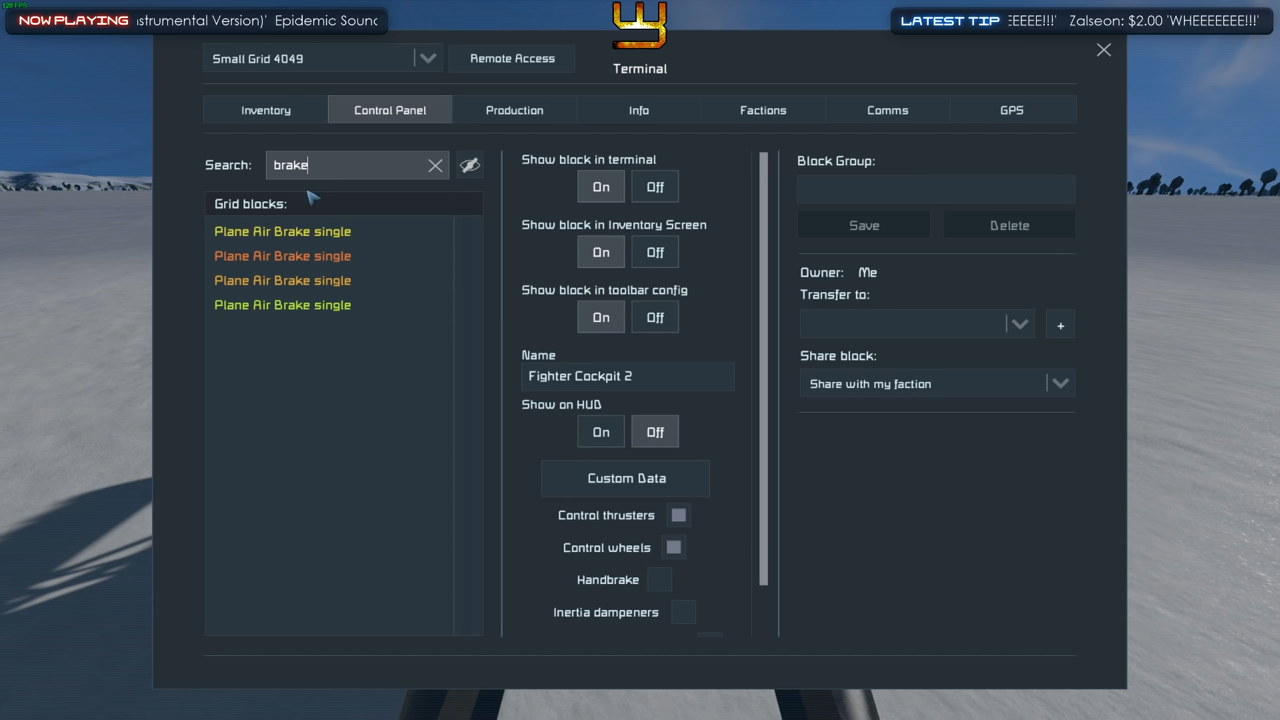 120 FPS
NOW PLAYING
strumental Version)' Epidemic Sound
LATEST TIP
EEEEE!!!' Zalseon: $2.00 'WHEEEEEEE!!!'
Small Grid 4049
Remote Access
Terminal
Inventory
Control Panel
Production
Info
Factions
Comms
GPS
Search:
brake
Grid blocks:
Plane Air Brake single
Plane Air Brake single
Plane Air Brake single
Plane Air Brake single
Show block in terminal
On Off
Show block in Inventory Screen
On Off
Show block in toolbar config
On Off
Name
Fighter Cockpit 2
Show on HUD
On Off
Custom Data
Control thrusters
Control wheels
Handbrake
Inertia dampeners
Block Group:
Save Delete
Owner: Me
Transfer to:
+
Share block:
Share with my faction